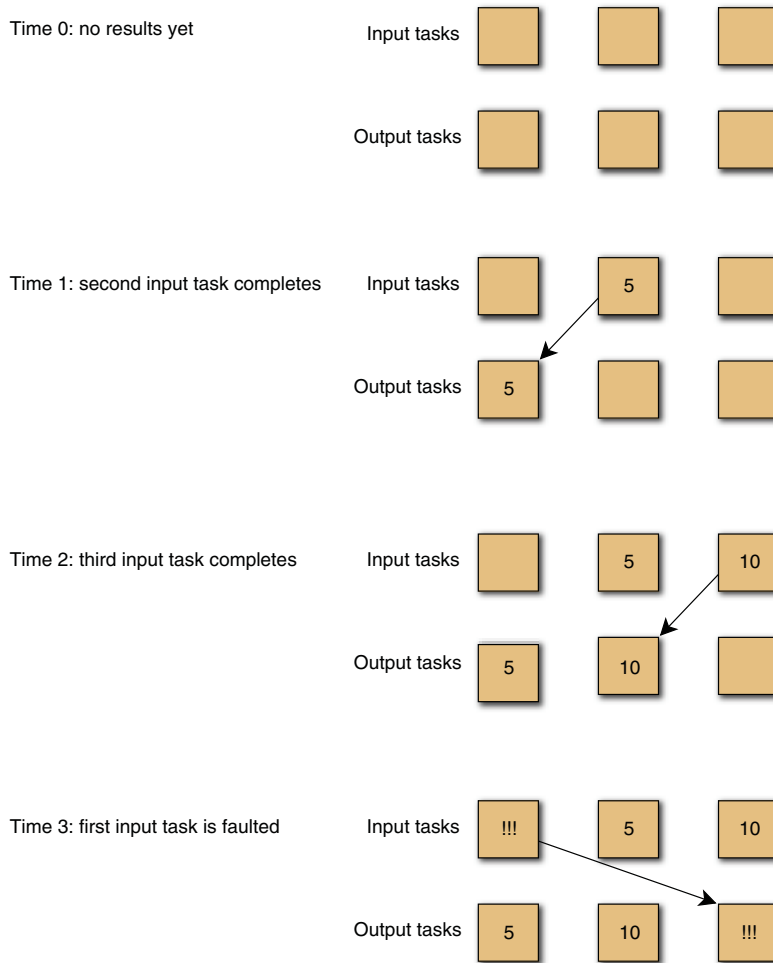 Time 0: no results yet
Input tasks
Output tasks
Time 1: second input task completes
Input tasks
5
Output tasks
5
Time 2: third input task completes
Input tasks
5 10
Output tasks
5 10
Time 3: first input task is faulted
Input tasks
!!! 5 10
Output tasks
5 10 !!!